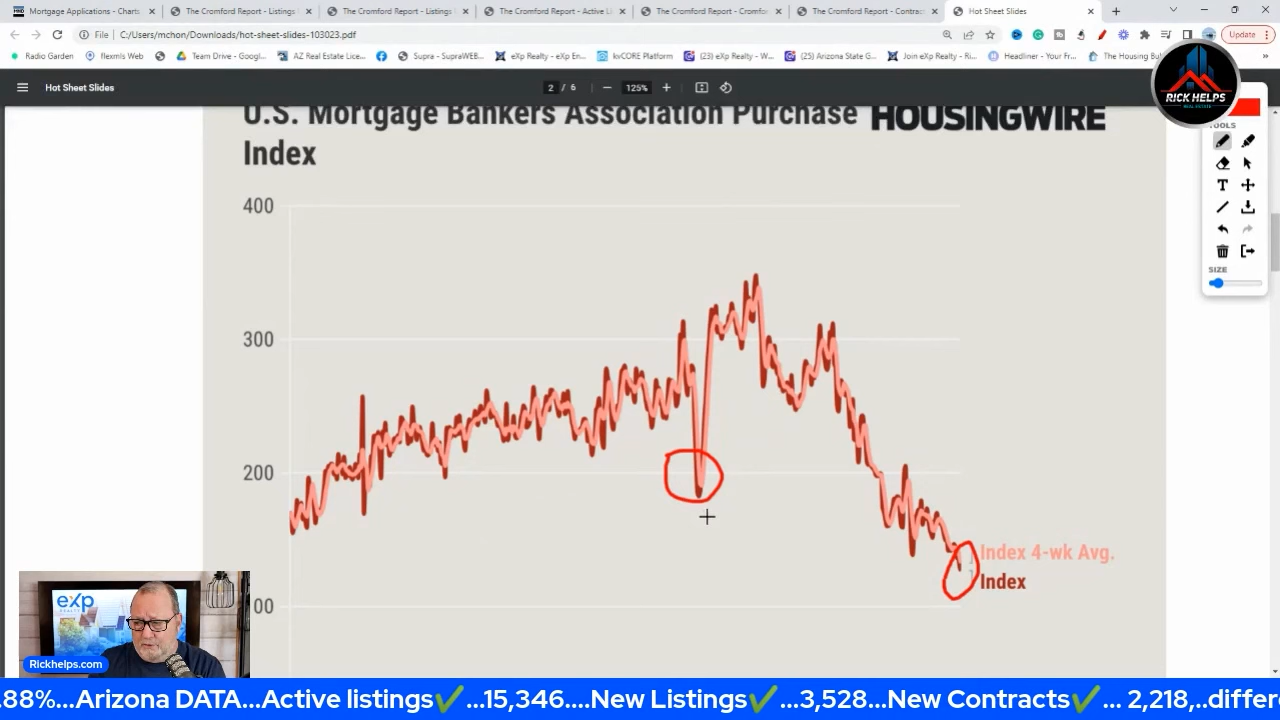 Mortgage Applications - Charts
The Cromford Report - Listings
The Cromford Report - Listings
The Cromford Report - Active Li
The Cromford Report - Cromfor
The Cromford Report - Contrac
Hot Sheet Slides
File
C:/Users/mchon/Downloads/hot-sheet-slides-103023.pdf
Update
Radio Garden
flexmls Web
Team Drive - Googl...
AZ Real Estate Lice...
Supra - SupraWEB...
eXp Realty - eXp En...
kvCORE Platform
(23) eXp Realty - W...
(25) Arizona State G...
Join eXp Realty - Ri...
Headliner - Your Fr...
The Housing Bu
Hot Sheet Slides
2 / 6
125%
RICK HELPS
REAL ESTATE
TOOLS
T
SIZE
U.S. Mortgage Bankers Association Purchase
Index
HOUSINGWIRE
400
300
200
00
Index 4-wk Avg.
Index
eXp
REALTY
Rickhelps.com
.88%...Arizona DATA...Active listings✔...15,346....New Listings✔...3,528...New Contracts✔... 2,218,..differ